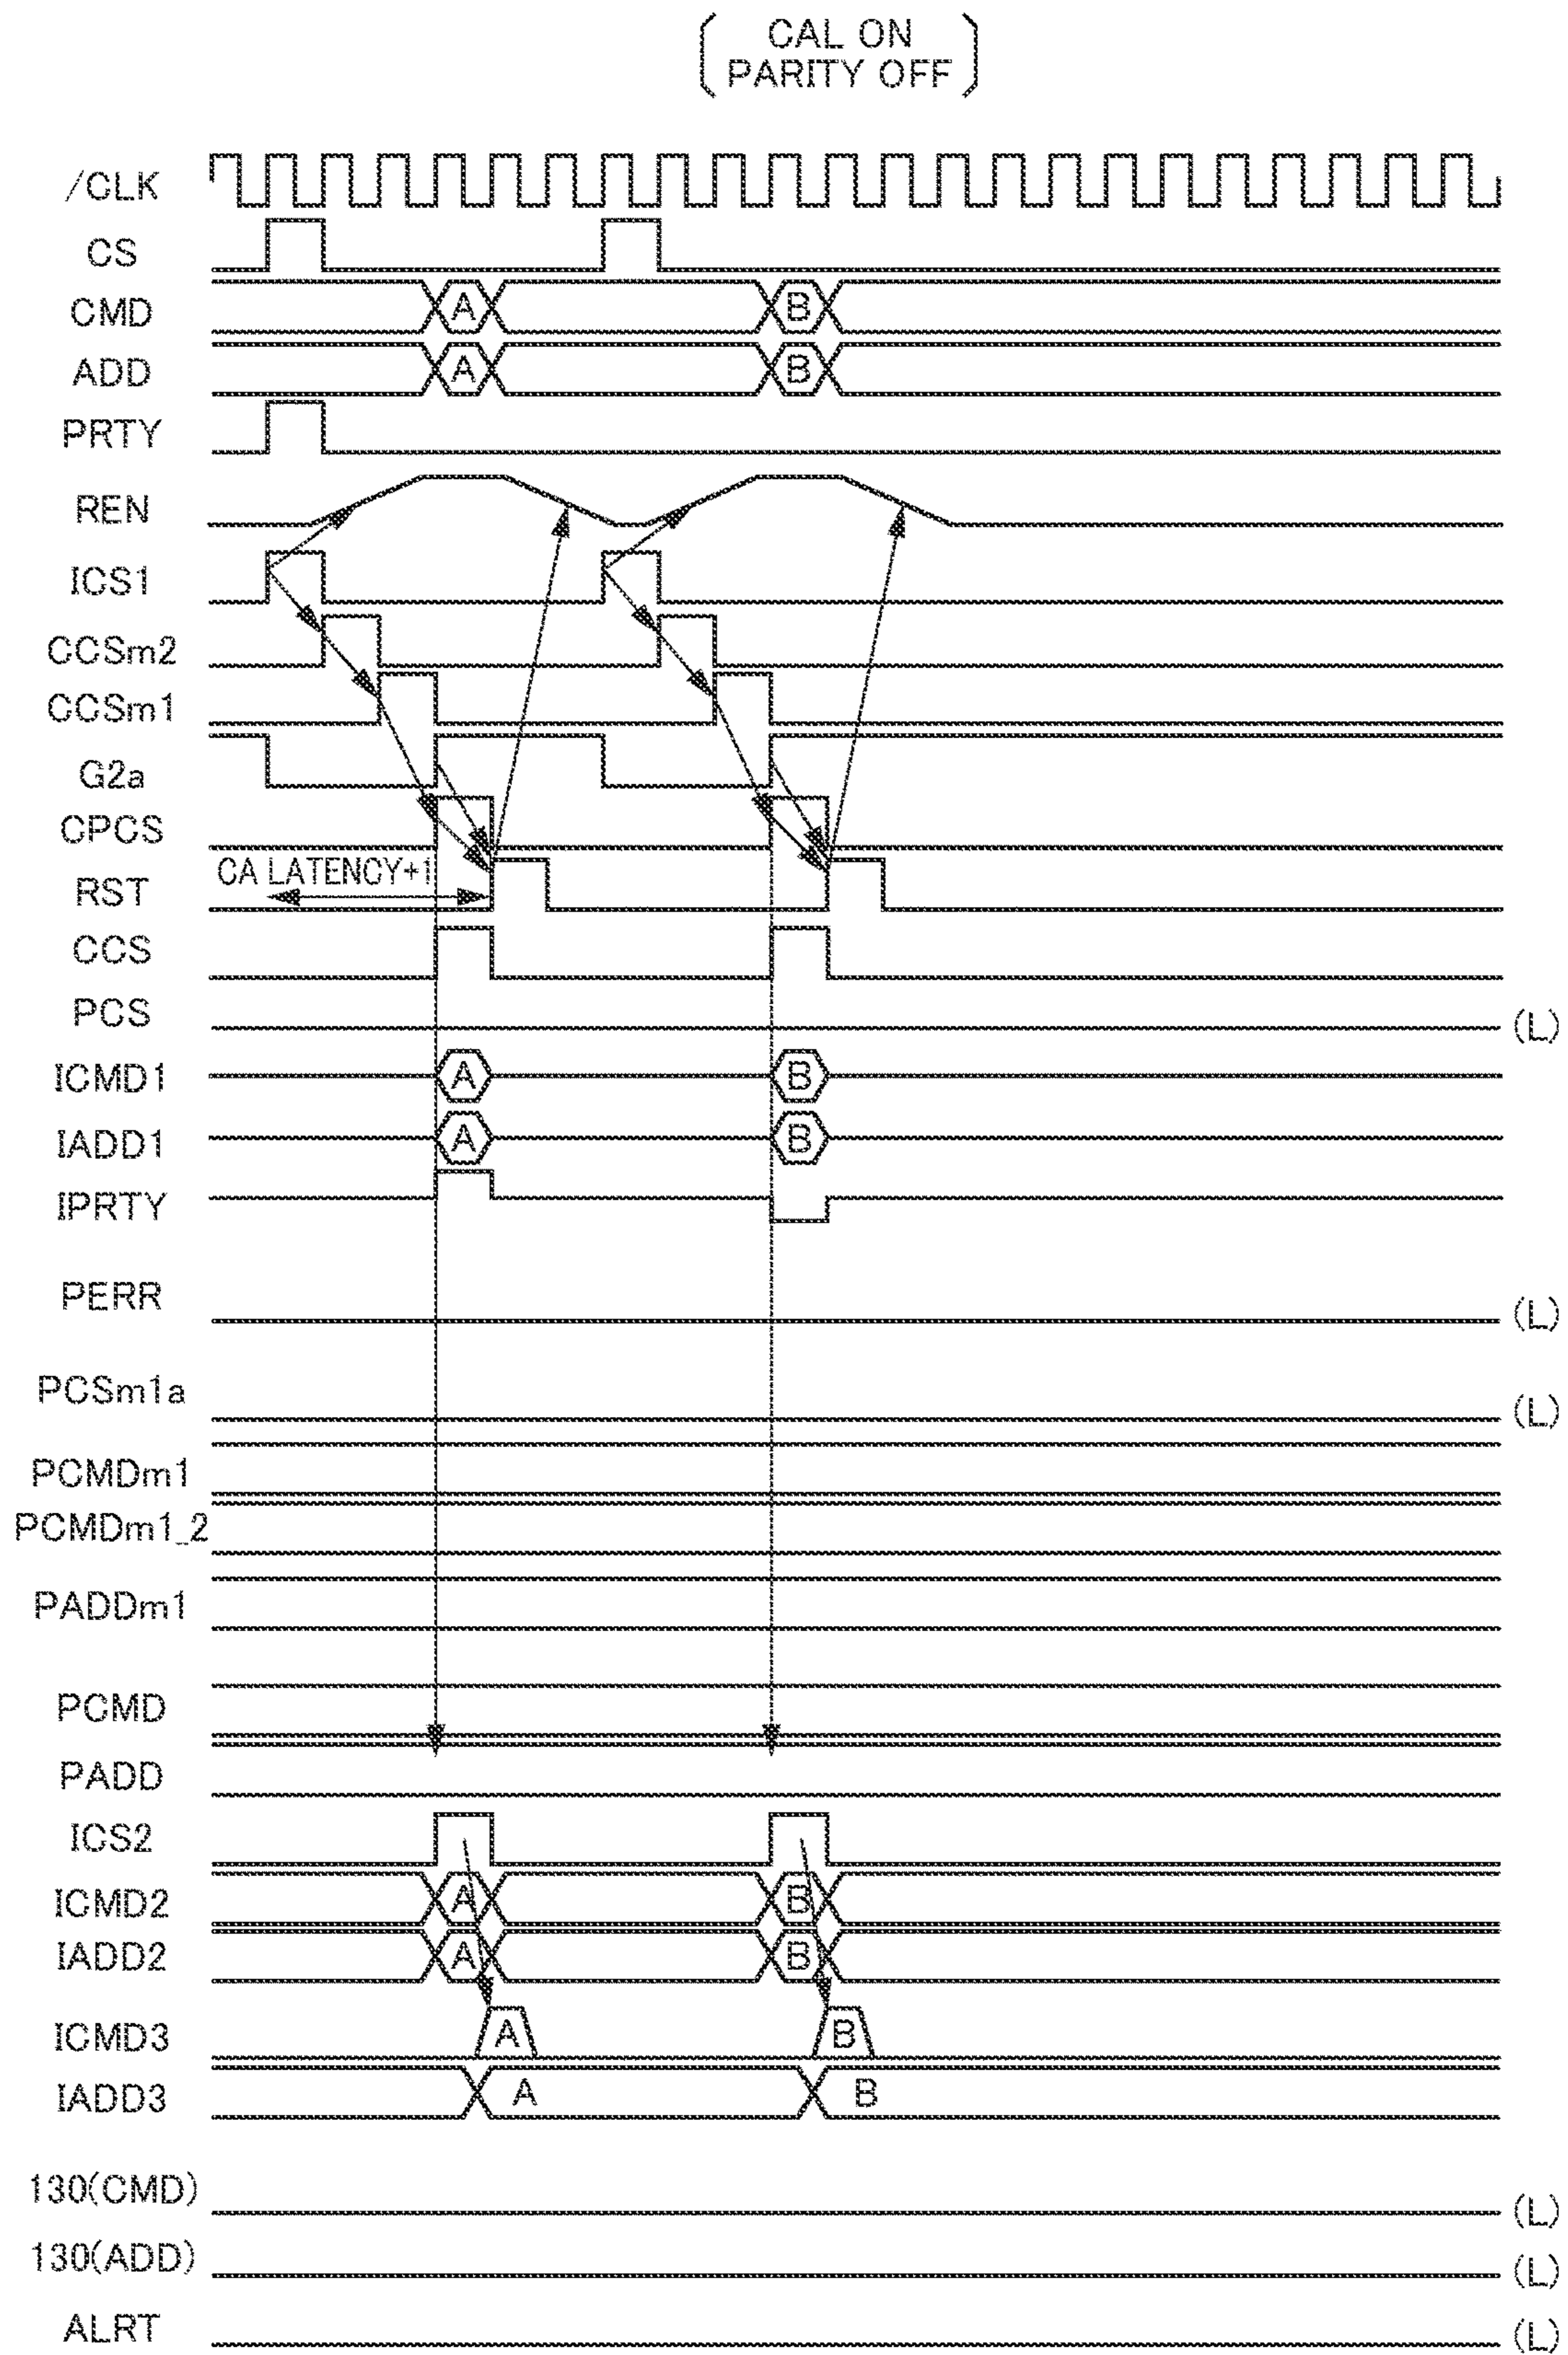 CAL ON
PARITY OFF
/CLK
CS
CMD A B
ADD A B
PRTY
REN
ICS1
CCSm2
CCSm1
G2a
CPCS
CA LATENCY+1
RST
CCS
PCS (L)
ICMD1 A B
IADD1 A B
IPRTY
PERR (L)
PCSm1a (L)
PCMDm1
PCMDm1_2
PADDm1
PCMD
PADD
ICS2
ICMD2 A B
IADD2 A B
ICMD3 A B
IADD3 A B
130(CMD) (L)
130(ADD) (L)
ALRT (L)